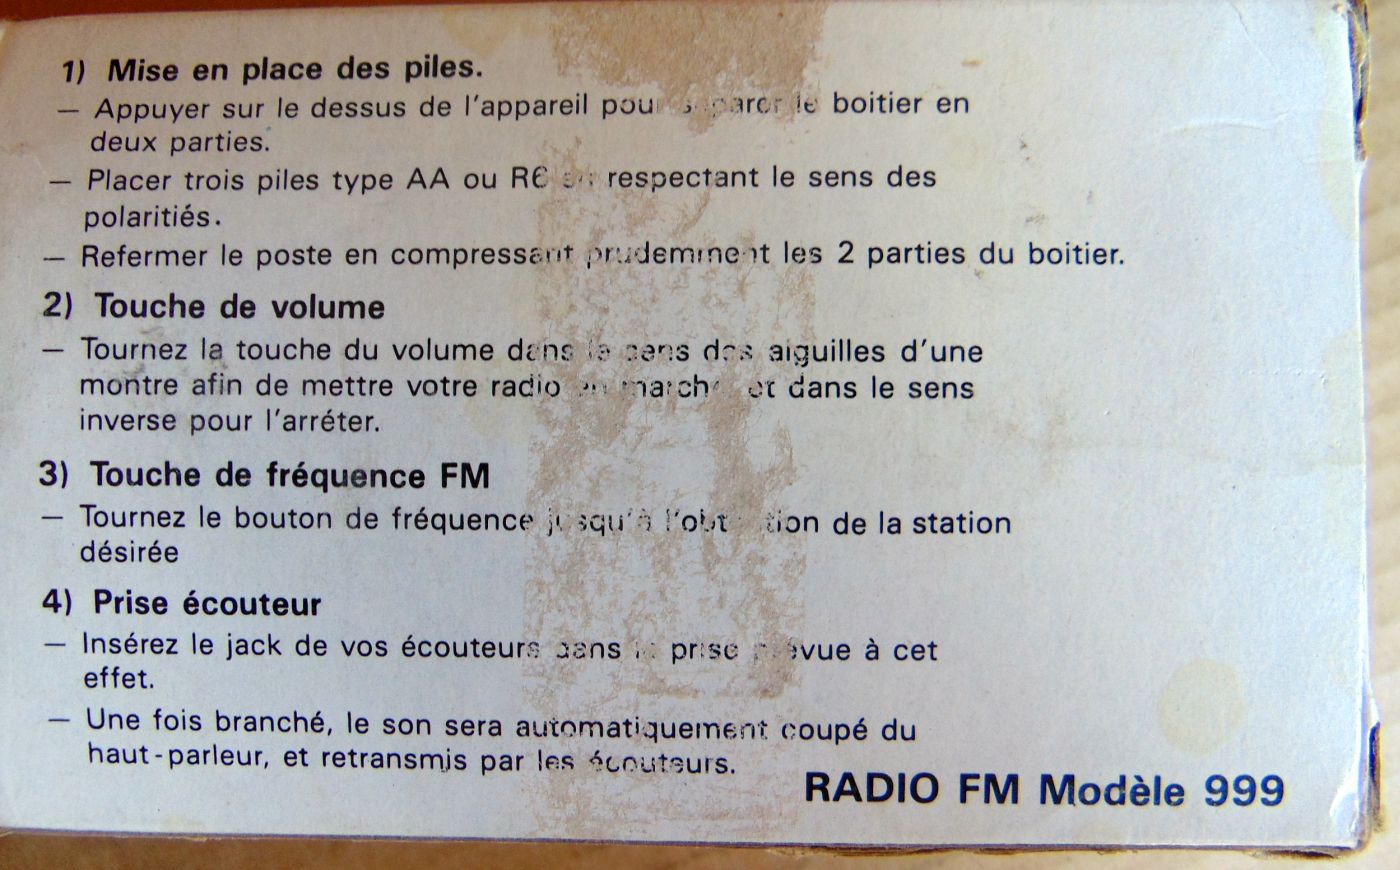 1) Mise en place des piles.
— Appuyer sur le dessus de l'appareil pour séparer le boitier en
deux parties.
— Placer trois piles type AA ou R6 en respectant le sens des
polaritiés.
— Refermer le poste en compressant prudemment les 2 parties du boitier.
2) Touche de volume
— Tournez la touche du volume dans le sens des aiguilles d'une
montre afin de mettre votre radio en marche et dans le sens
inverse pour l'arréter.
3) Touche de fréquence FM
— Tournez le bouton de fréquence jusqu'à l'obtention de la station
désirée
4) Prise écouteur
— Insérez le jack de vos écouteurs dans la prise prévue à cet
effet.
— Une fois branché, le son sera automatiquement coupé du
haut-parleur, et retransmis par les écouteurs.
RADIO FM Modèle 999